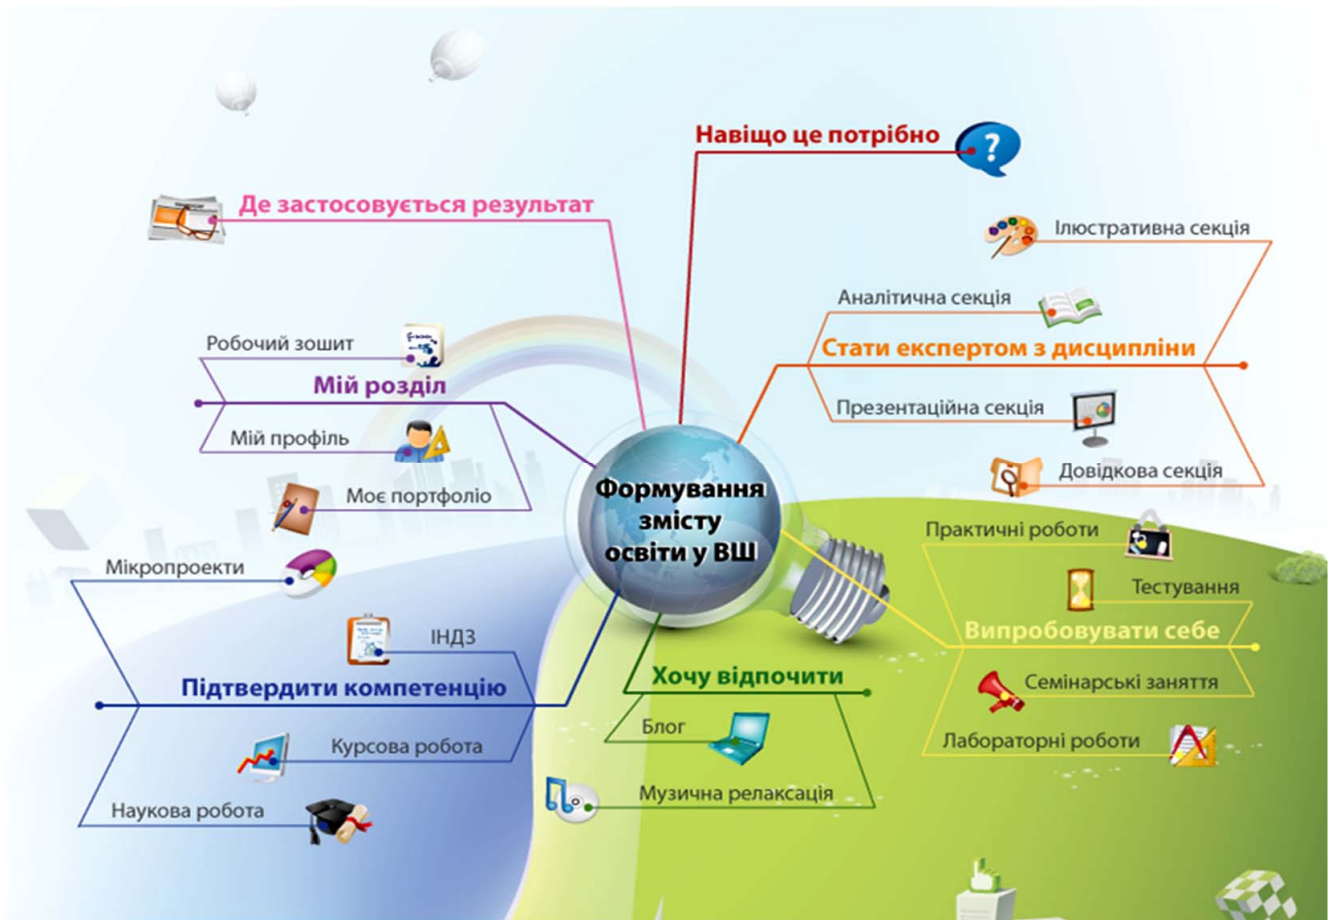 Навіщо це потрібно
?
Де застосовується результат
Ілюстративна секція
Аналітична секція
Стати експертом з дисципліни
Презентаційна секція
Довідкова секція
Робочий зошит
Мій розділ
Мій профіль
Моє портфоліо
Формування
змісту
освіти у ВШ
Практичні роботи
Тестування
Випробовувати себе
Семінарські заняття
Лабораторні роботи
Мікропроекти
ІНДЗ
Підтвердити компетенцію
Курсова робота
Наукова робота
Хочу відпочити
Блог
Музична релаксація